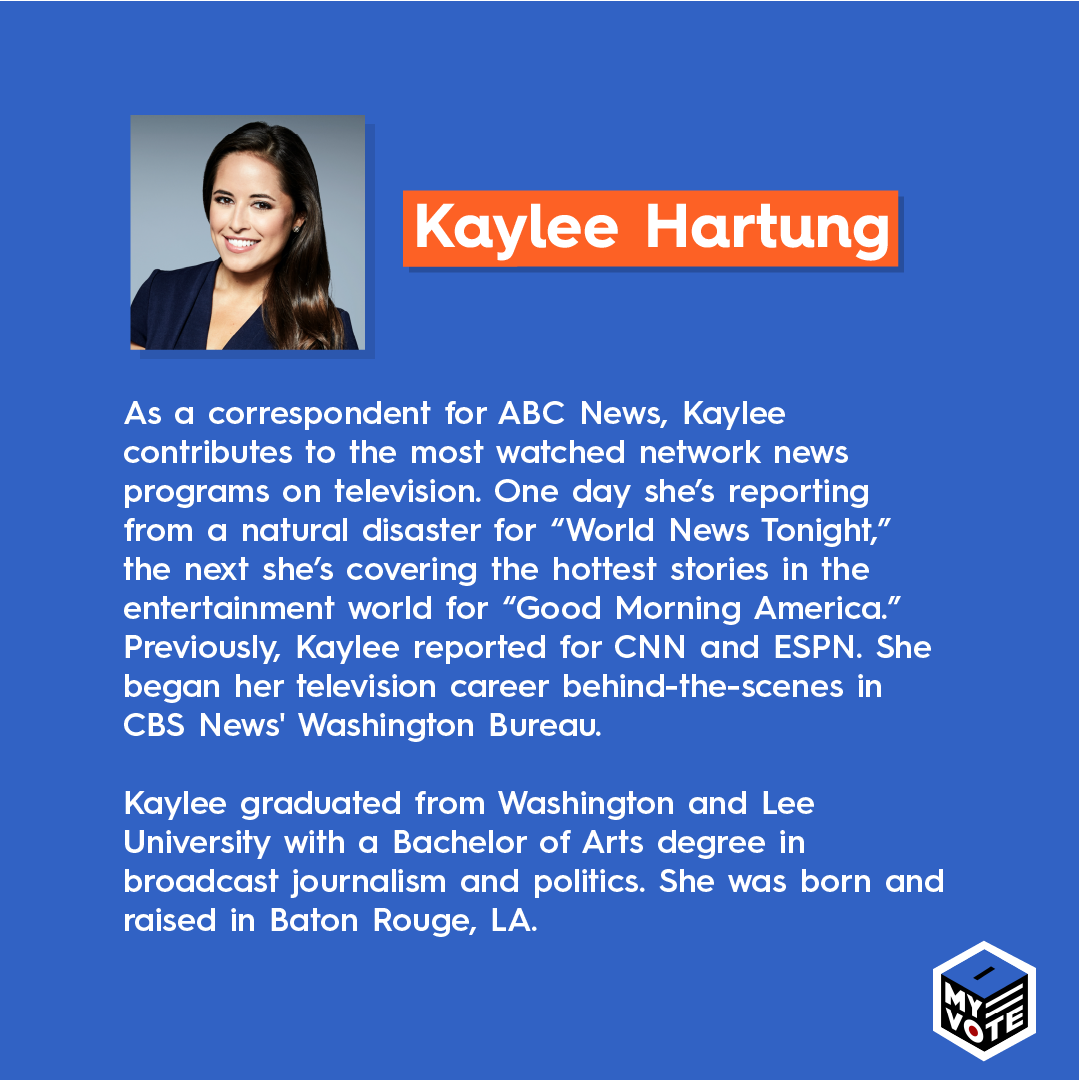 Kaylee Hartung
As a correspondent for ABC News, Kaylee
contributes to the most watched network news
programs on television. One day she’s reporting
from a natural disaster for “World News Tonight,”
the next she’s covering the hottest stories in the
entertainment world for “Good Morning America.”
Previously, Kaylee reported for CNN and ESPN. She
began her television career behind-the-scenes in
CBS News' Washington Bureau.
Kaylee graduated from Washington and Lee
University with a Bachelor of Arts degree in
broadcast journalism and politics. She was born and
raised in Baton Rouge, LA.
MY
VOTE